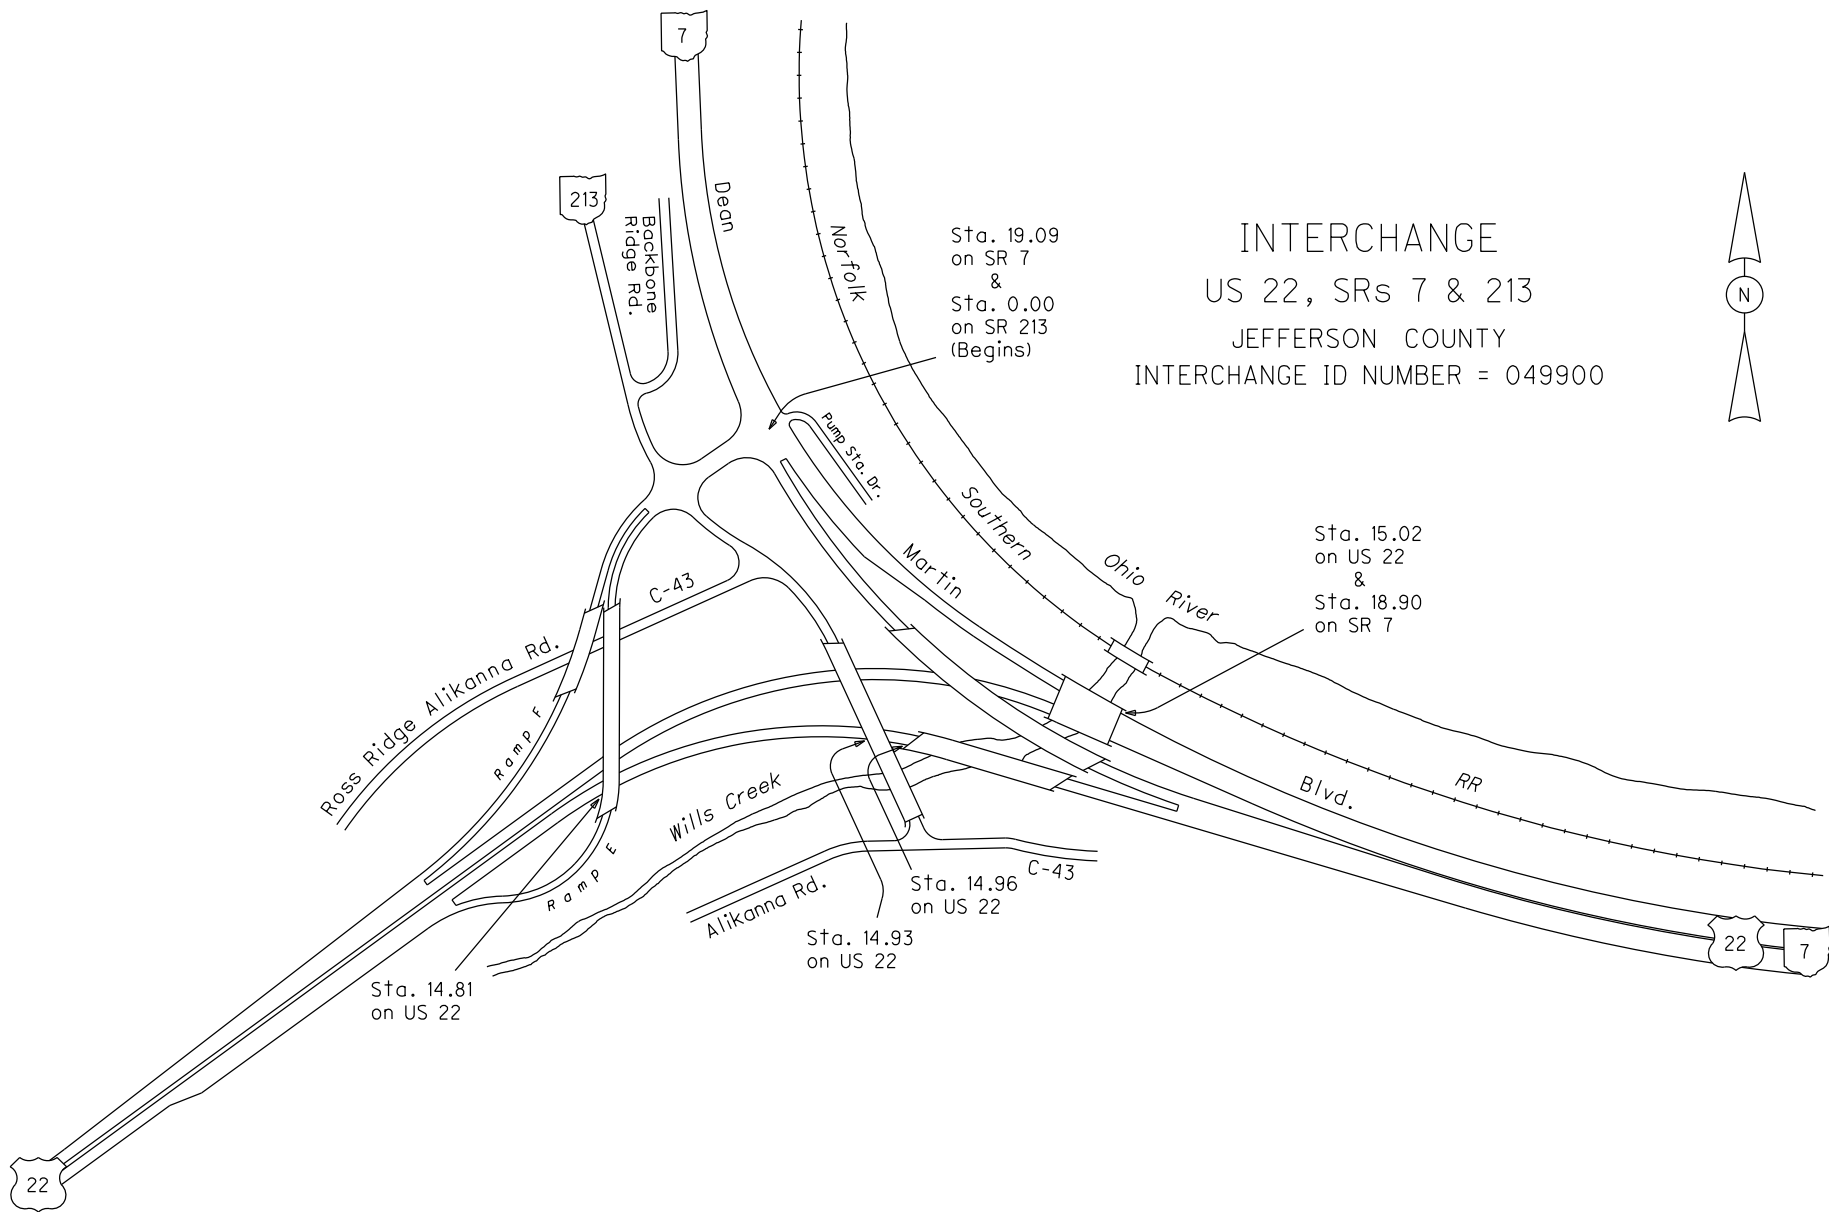 7
213
Backbone
Ridge Rd.
Dean
Norfolk
Sta. 19.09
on SR 7
&
Sta. 0.00
on SR 213
(Begins)
INTERCHANGE
US 22, SRs 7 & 213
JEFFERSON COUNTY
INTERCHANGE ID NUMBER = 049900
N
Pump Sta. Dr.
Southern
Martin
Ohio
River
Sta. 15.02
on US 22
&
Sta. 18.90
on SR 7
C-43
Ross Ridge Alikanna Rd.
Ramp F
Wills Creek
Ramp E
Blvd.
RR
C-43
Alikanna Rd.
Sta. 14.96
on US 22
Sta. 14.93
on US 22
Sta. 14.81
on US 22
22
7
22